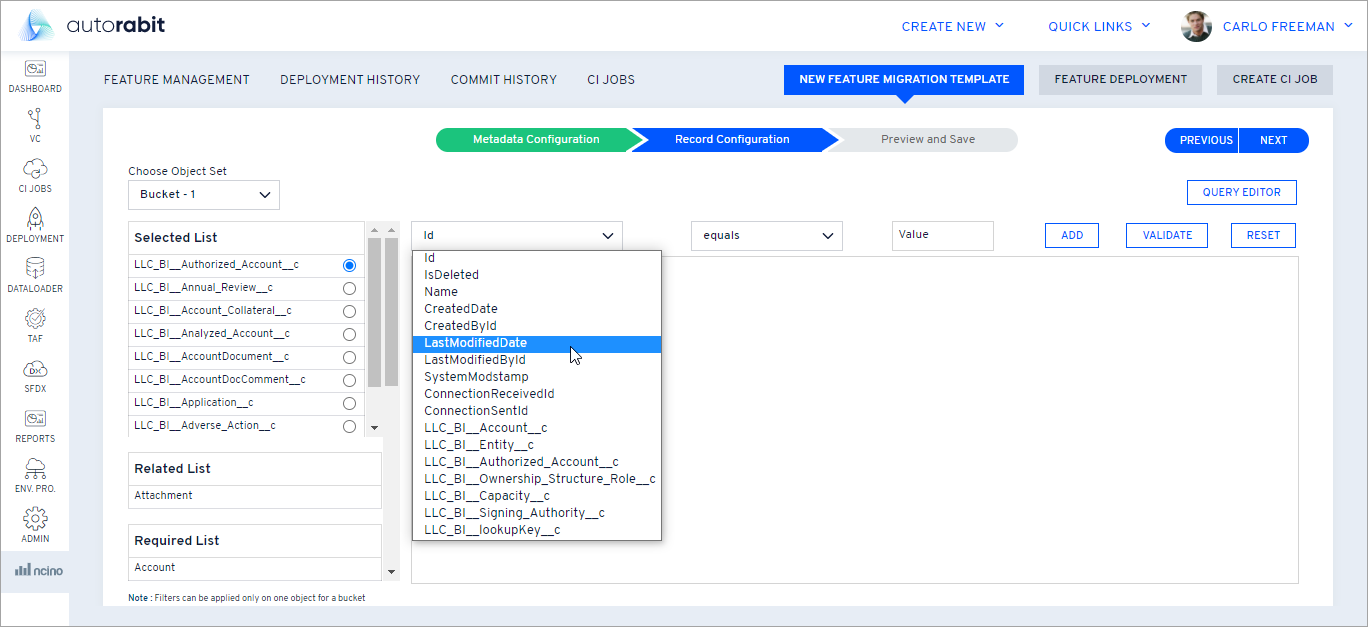 autorabit
CREATE NEW
QUICK LINKS
CARLO FREEMAN
DASHBOARD
VC
CI JOBS
DEPLOYMENT
DATALOADER
TAF
DX
SFDX
REPORTS
ENV. PRO.
ADMIN
ncino
FEATURE MANAGEMENT
DEPLOYMENT HISTORY
COMMIT HISTORY
CI JOBS
NEW FEATURE MIGRATION TEMPLATE
FEATURE DEPLOYMENT
CREATE CI JOB
Metadata Configuration
Record Configuration
Preview and Save
PREVIOUS
NEXT
Choose Object Set
Bucket - 1
QUERY EDITOR
Selected List
LLC_BI__Authorized_Account__c
LLC_BI__Annual_Review__c
LLC_BI__Account_Collateral__c
LLC_BI__Analyzed_Account__c
LLC_BI__AccountDocument__c
LLC_BI__AccountDocComment__c
LLC_BI__Application__c
LLC_BI__Adverse_Action__c
Related List
Attachment
Required List
Account
Note : Filters can be applied only on one object for a bucket
Id
equals
Value
ADD
VALIDATE
RESET
Id
IsDeleted
Name
CreatedDate
CreatedById
LastModifiedDate
LastModifiedById
SystemModstamp
ConnectionReceivedId
ConnectionSentId
LLC_BI__Account__c
LLC_BI__Entity__c
LLC_BI__Authorized_Account__c
LLC_BI__Ownership_Structure_Role__c
LLC_BI__Capacity__c
LLC_BI__Signing_Authority__c
LLC_BI__lookupKey__c